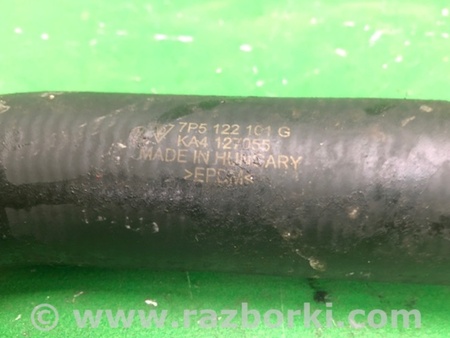 7P5 122 101 G
KA4 127055
MADE IN HUNGARY
>EPDM<
© www.razborki.com